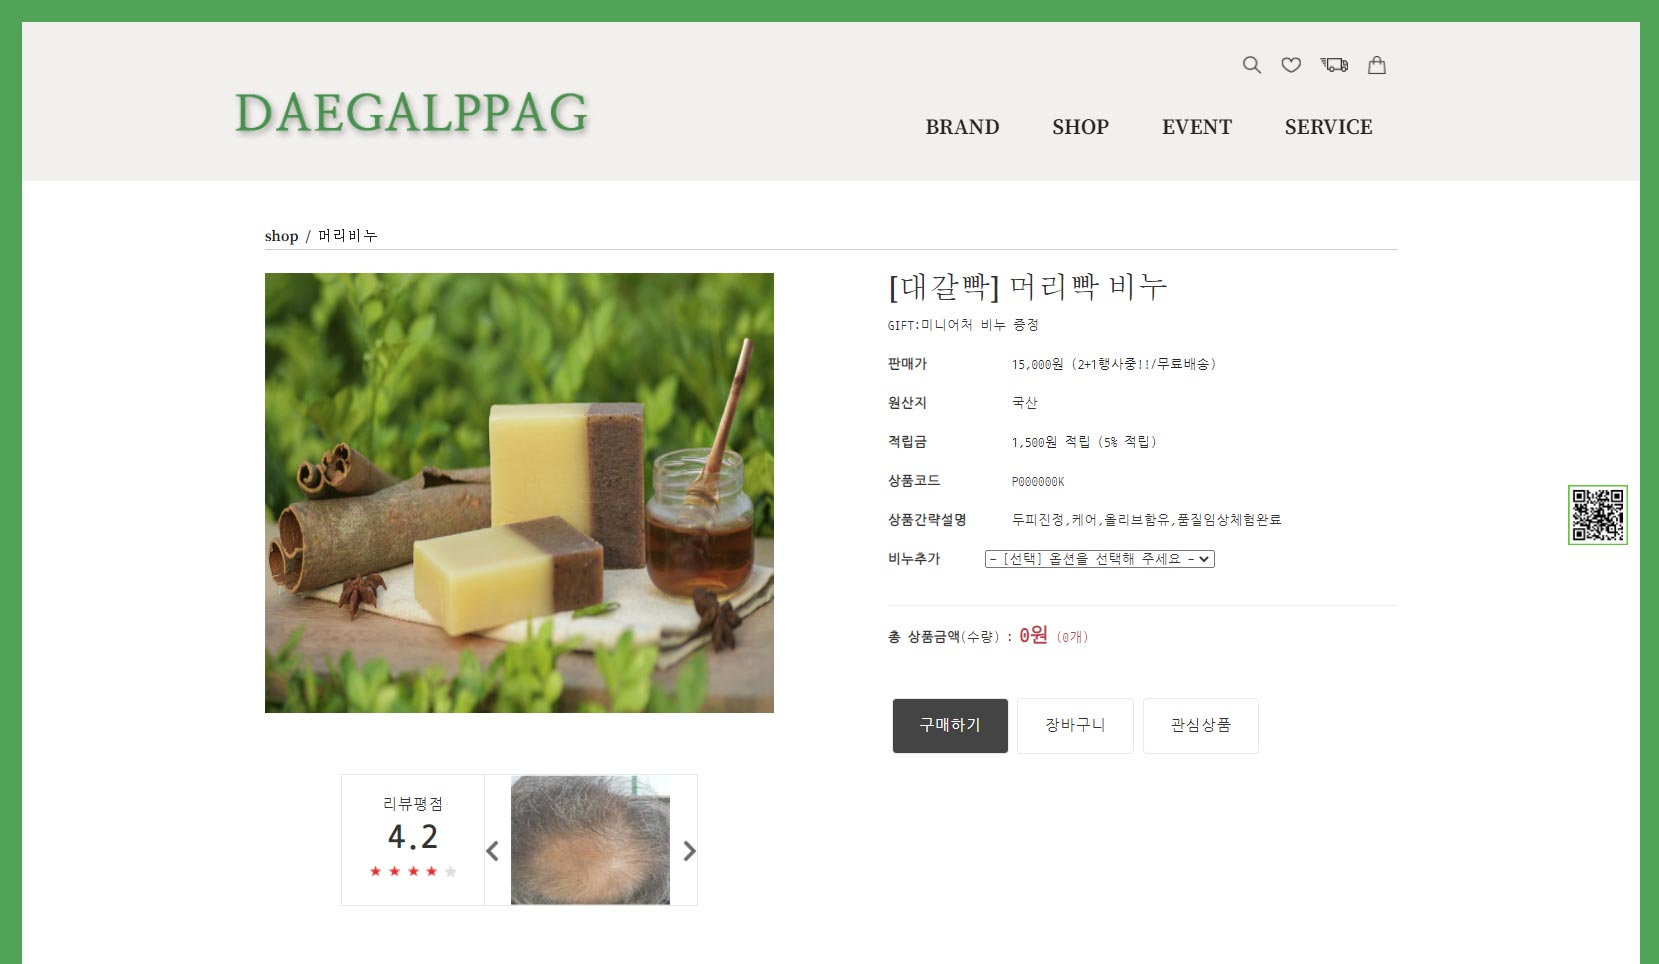 DAEGALPPAG
BRAND SHOP EVENT SERVICE
shop / 머리비누
[대갈빡] 머리빡 비누
GIFT:미니어처 비누 증정
판매가 15,000원 (2+1행사중!!/무료배송)
원산지 국산
적립금 1,500원 적립 (5% 적립)
상품코드 P000000K
상품간략설명 두피진정,케어,올리브함유,품질임상체험완료
비누추가 - [선택] 옵션을 선택해 주세요 -
총 상품금액(수량) : 0원 (0개)
구매하기 장바구니 관심상품
리뷰평점
4.2